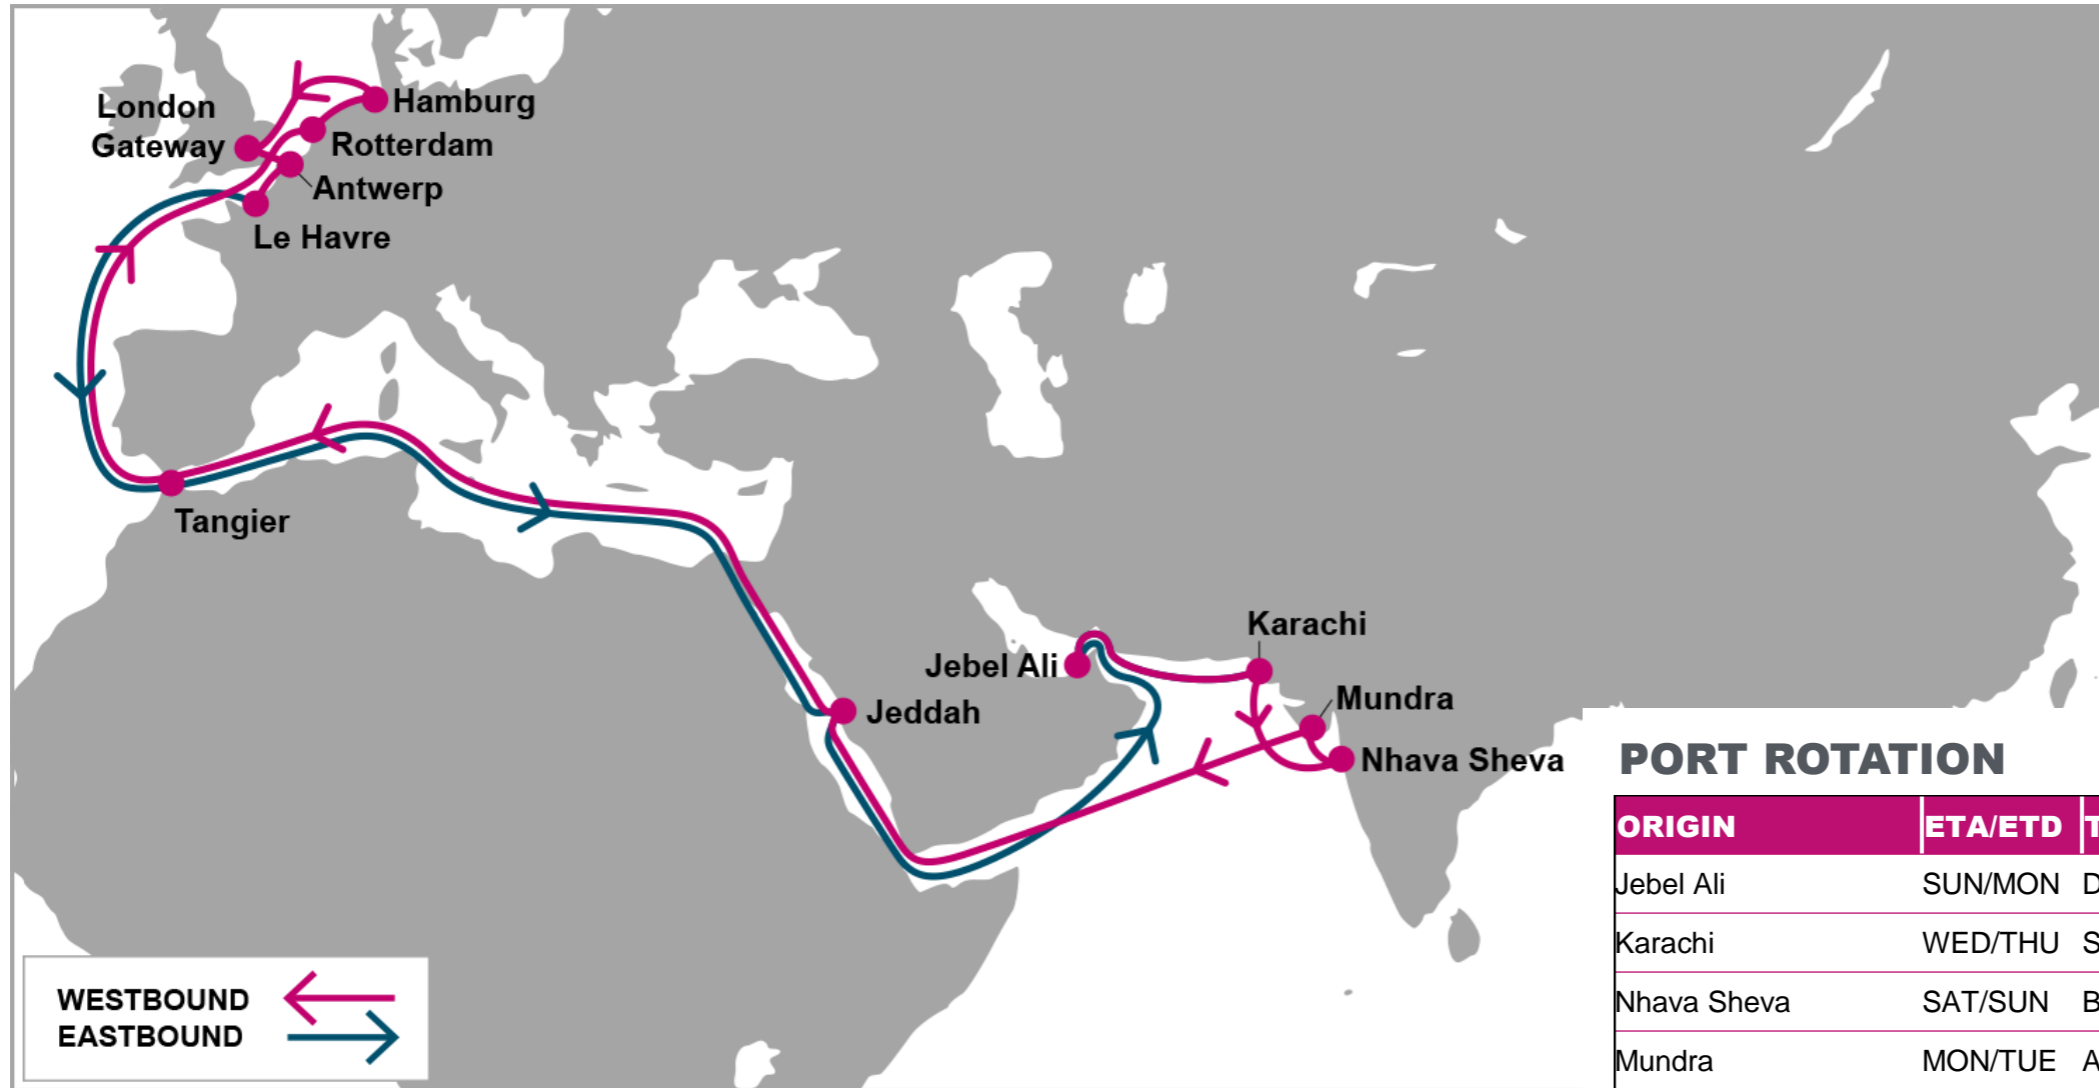 London
Gateway
Hamburg
Rotterdam
Antwerp
Le Havre
Tangier
Jeddah
Jebel Ali
Karachi
Mundra
Nhava Sheva
WESTBOUND
EASTBOUND
PORT ROTATION
ORIGIN ETA/ETD
Jebel Ali SUN/MON
Karachi WED/THU
Nhava Sheva SAT/SUN
Mundra MON/TUE